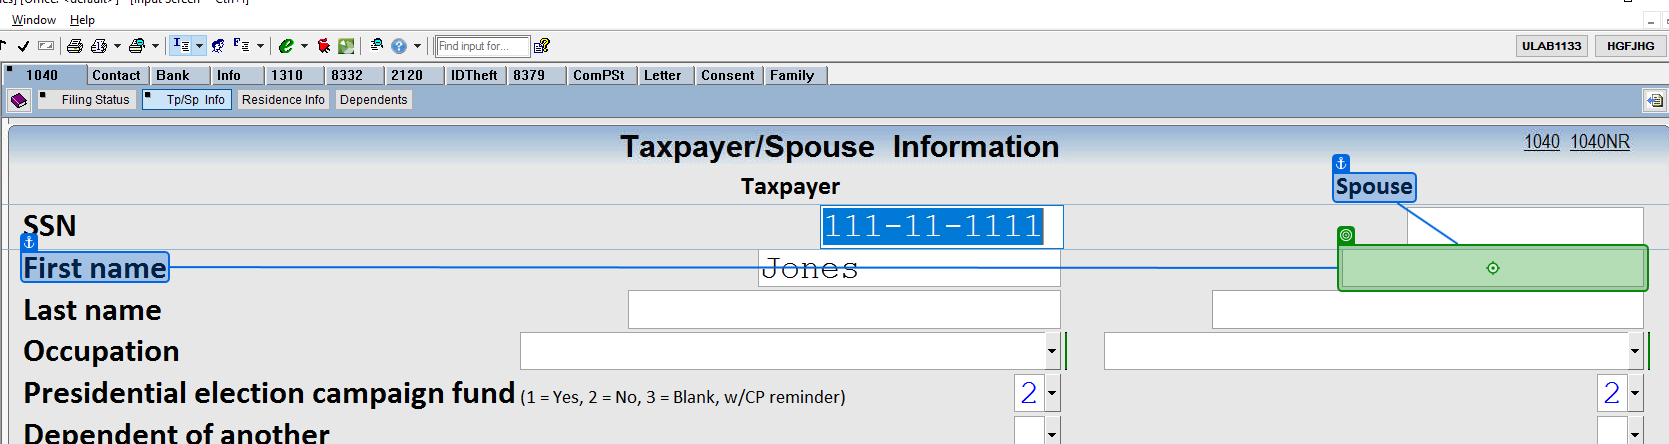 Window Help
Find input for...
ULAB1133 HGFJHG
1040 Contact Bank Info 1310 8332 2120 IDTheft 8379 ComPSt Letter Consent Family
Filing Status Tp/Sp Info Residence Info Dependents
Taxpayer/Spouse Information
1040 1040NR
Taxpayer
Spouse
SSN 111-11-1111
First name Jones
Last name
Occupation
Presidential election campaign fund (1 = Yes, 2 = No, 3 = Blank, w/CP reminder) 2 2
Dependent of another